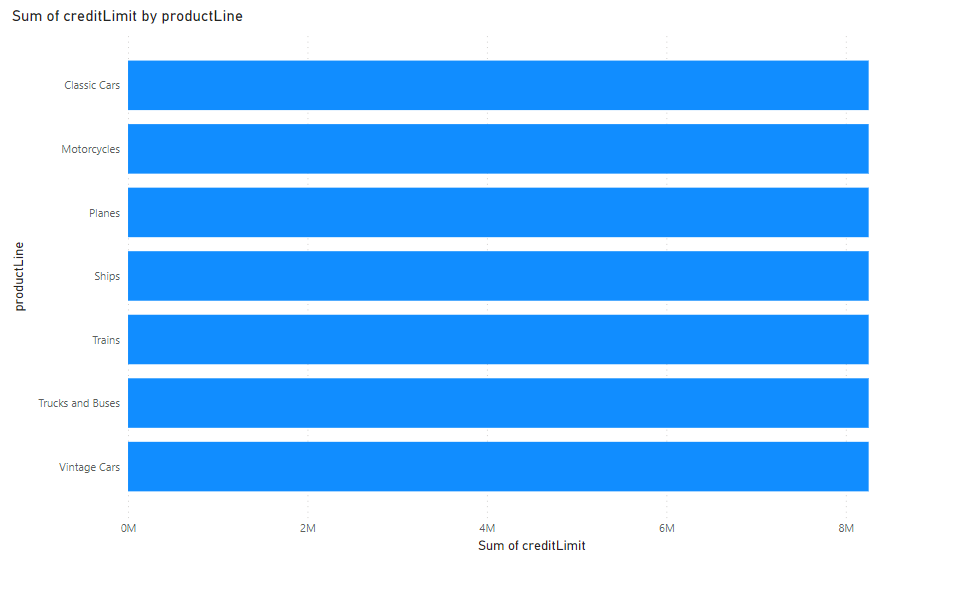 Sum of creditLimit by productLine
productLine
Classic Cars
Motorcycles
Planes
Ships
Trains
Trucks and Buses
Vintage Cars
0M 2M 4M 6M 8M
Sum of creditLimit